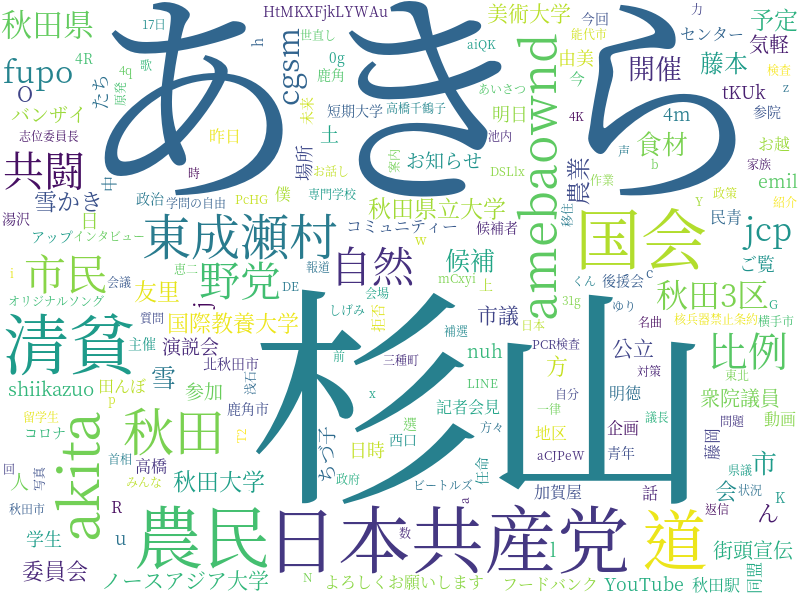 HtMKXFjkLYWAu
美術大学
17日
力
今回
能代市
予定
秋田県
4R
4q
h
世直し
0g
aiQK
センター
由美
気軽
検査
fupo
たち
原発
歌
cgsm
鹿角
あいさつ
今
藤本
開催
z
あきら
O
バンザイ
未来
短期大学
高橋千鶴子
明日
4K
4m
tKUk
参院
志位委員長
昨日
土
池内
食材
お越
共闘
中
時
お話し
場所
お知らせ
案内
DSLlx
農業
声
b
家族
emil
雪かき
政治
学問の自由
PcHG
僕
専門学校
amebaownd
作業
移住
Y
政策
紹介
湯沢
日
秋田県立大学
候補者
民青
jcp
アップ
インタビュー
東成瀬村
コミュニティー
W
国会
i
市民
会議
恵二
報道
DE
自然
mCxyi
候補
上
くん
後援会
c
ご覧
オリジナルソング
友里
j
野党
会場
しげみ
拒否
補選
31g
ゆり
秋田3区
G
清貧
質問
国際教養大学
市議
日本
名曲
核兵器禁止条約
横手市
主催
演説会
北秋田市
前
三種町
nuh
方
PCR検査
対策
公立
比例
雪
浅石
杉山
東北
shiikazuo
田んぼ
参加
鹿角市
x
LINE
自分
明徳
衆院議員
p
留学生
akita
秋田
T2
ちづ子
日時
選
西口
記者会見
一律
地区
企画
議長
動画
コロナ
首相
方々
藤岡
問題
回
人
写真
みんな
高橋
秋田大学
政府
任命
aCJPeW
青年
県議
市
会
状況
K
秋田市
R
ビートルズ
a
加賀屋
話
返信
ん
学生
u
農民
日本共産党
数
l
道
街頭宣伝
委員会
ノースアジア大学
N
よろしくお願いします
フードバンク
YouTube
秋田駅
同盟